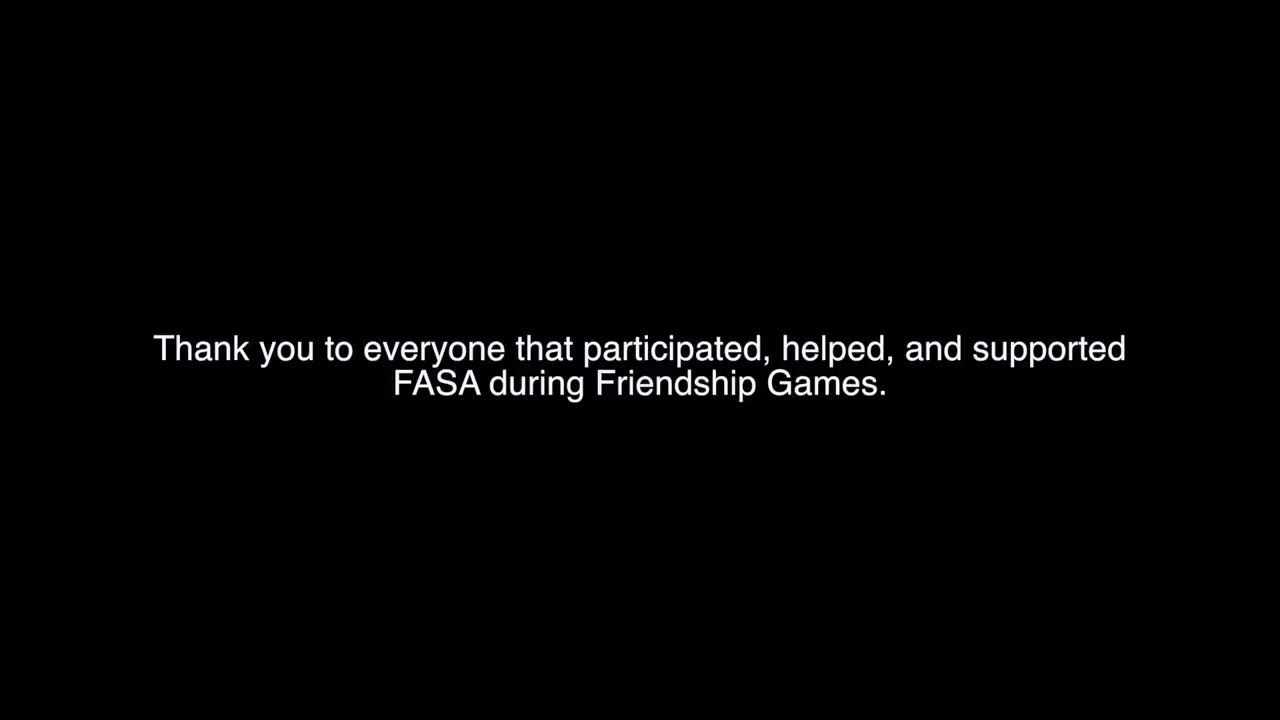 Thank you to everyone that participated, helped, and supported
FASA during Friendship Games.